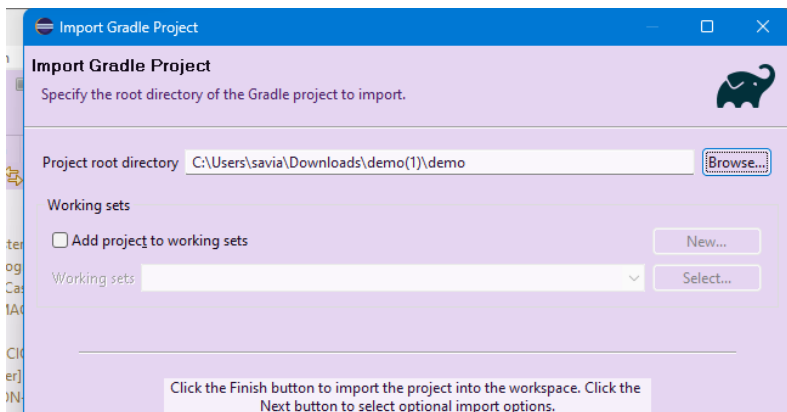 Import Gradle Project
Import Gradle Project
Specify the root directory of the Gradle project to import.
Project root directory C:\Users\savia\Downloads\demo(1)\demo Browse...
Working sets
Add project to working sets New...
Working sets Select...
Click the Finish button to import the project into the workspace. Click the
Next button to select optional import options.